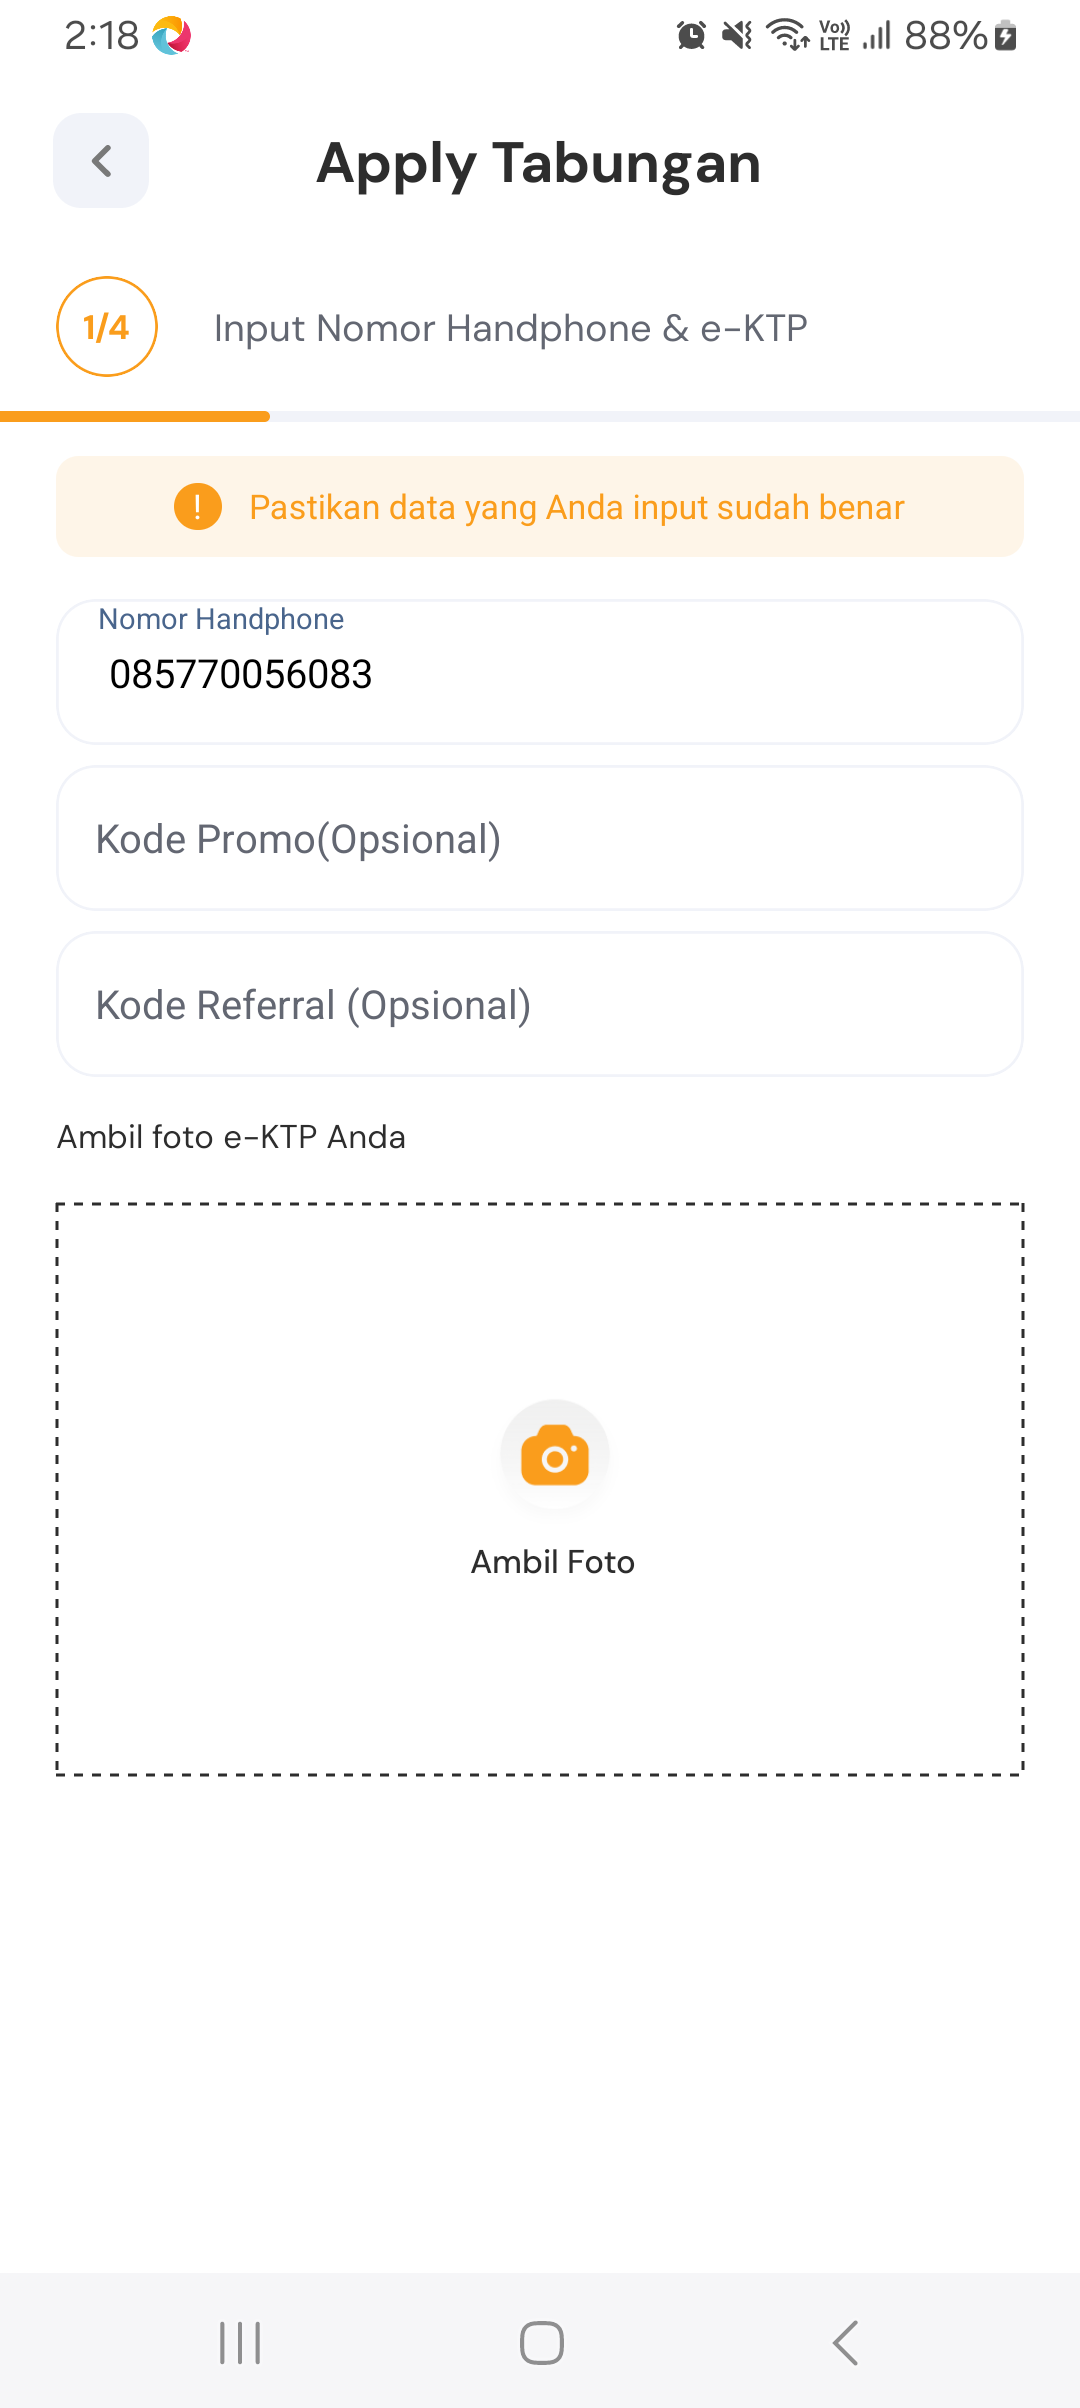 2:18
Vo))
LTE
88%
Apply Tabungan
1/4
Input Nomor Handphone & e-KTP
Pastikan data yang Anda input sudah benar
Nomor Handphone
085770056083
Kode Promo(Opsional)
Kode Referral (Opsional)
Ambil foto e-KTP Anda
Ambil Foto